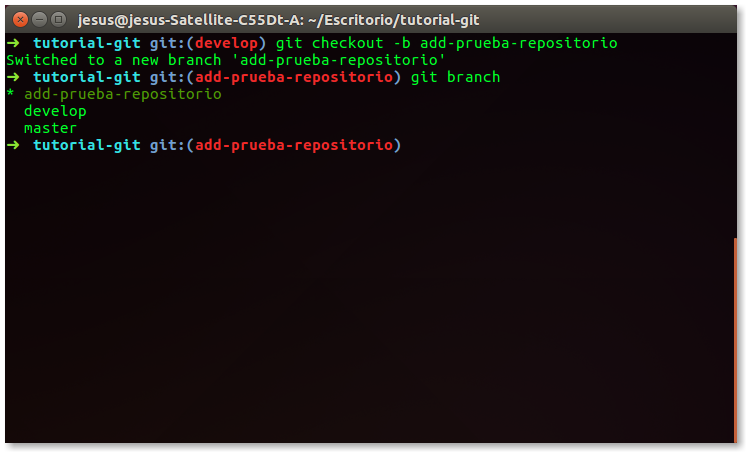 jesus@jesus-Satellite-C55Dt-A: ~/Escritorio/tutorial-git
➜ tutorial-git git:(develop) git checkout -b add-prueba-repositorio
Switched to a new branch 'add-prueba-repositorio'
➜ tutorial-git git:(add-prueba-repositorio) git branch
* add-prueba-repositorio
  develop
  master
➜ tutorial-git git:(add-prueba-repositorio)